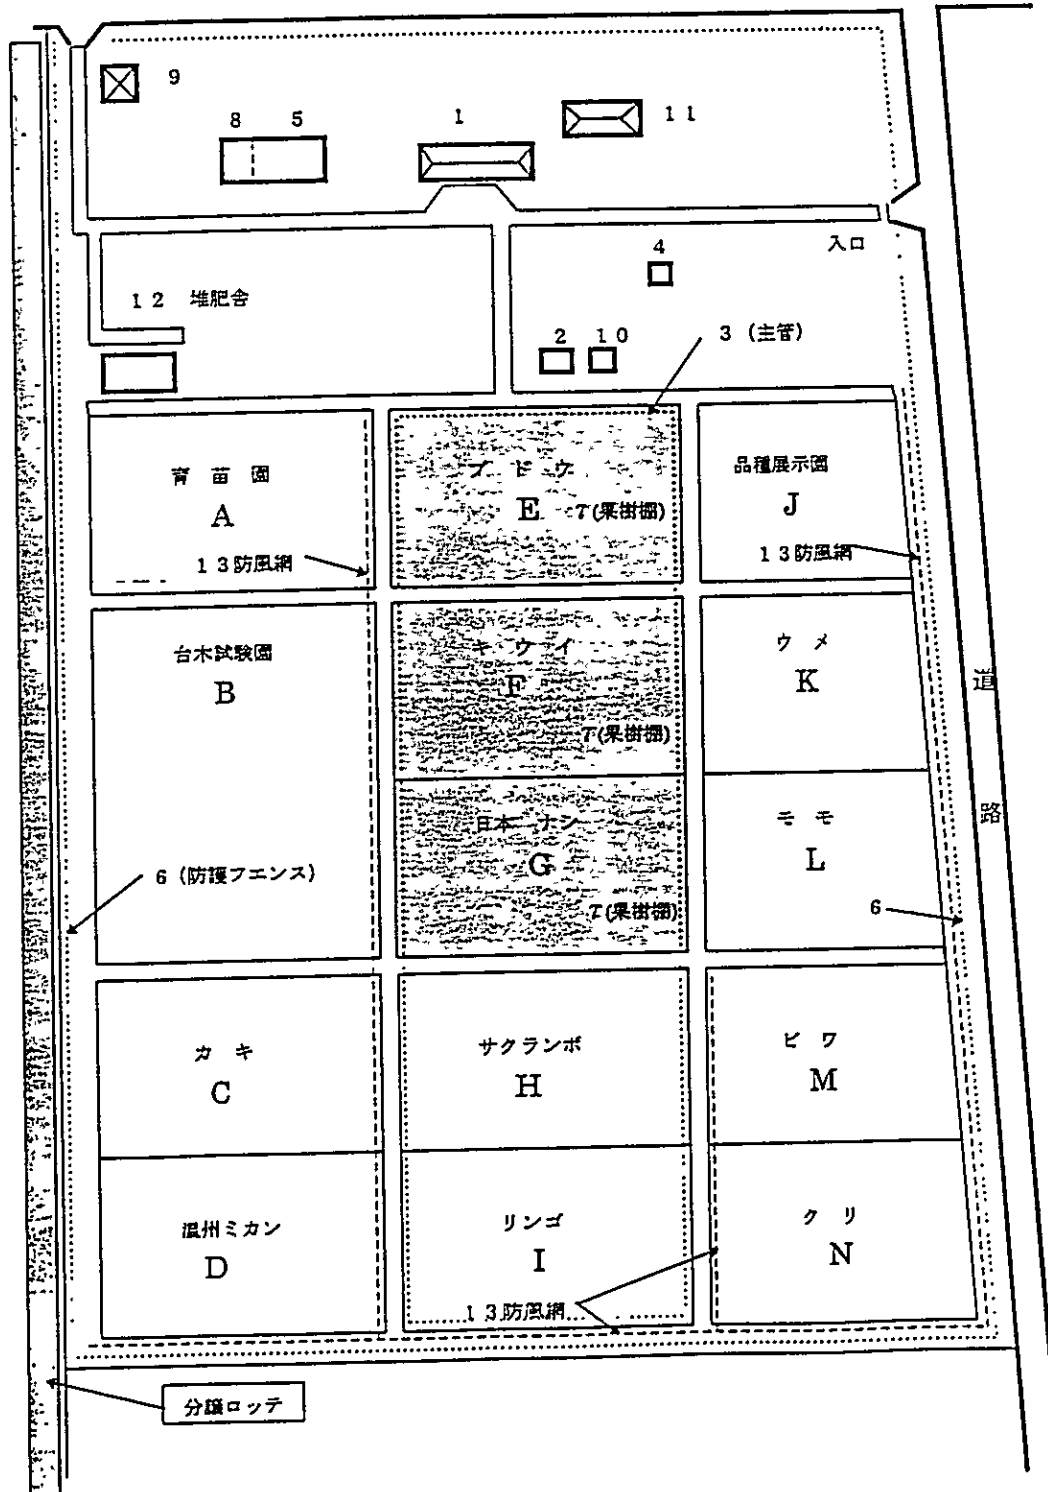 9
8 5
1
11
入口
4
12 堆肥舎
2 10
3 (主管)
育苗園
A
13防風網
ブドウ
E
7(果樹棚)
品種展示園
J
13防風網
台木試験園
B
キウイ
F
7(果樹棚)
ウメ
K
道路
日本ナシ
G
7(果樹棚)
モモ
L
6 (防護フエンス)
6
カキ
C
サクランボ
H
ビワ
M
温州ミカン
D
リンゴ
I
クリ
N
13防風網
分譲ロッテ